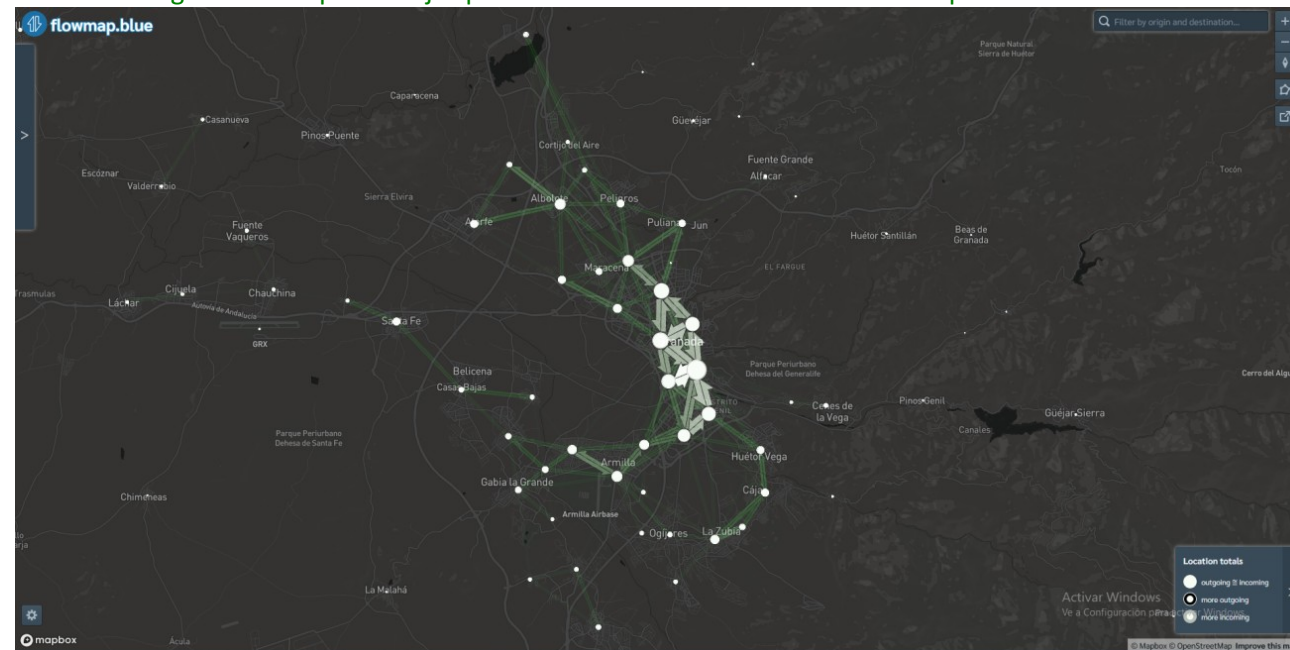 flowmap.blue
Filter by origin and destination...
Parque Natural
Sierra de Huétor
Caparacena
Casanueva
Pinos Puente
Güevéjar
Cortijo del Aire
Fuente Grande
Alfacar
Tocón
Escóznar
Valderrubio
Sierra Elvira
Albolote
Peligros
Atarfe
Pulianas
Jun
Fuente
Vaqueros
Huétor Santillán
Beas de
Granada
Maracena
EL FARGUE
Trasmulas
Láchar
Cijuela
Chauchina
Autovía de Andalucía
Santa Fe
GRX
Granada
Parque Periurbano
Dehesa del Generalife
Belicena
Casas Bajas
Cerro del Algu
Cenes de
la Vega
Pinos Genil
Güéjar-Sierra
Canales
Parque Periurbano
Dehesa de Santa Fe
Armilla
Huétor Vega
Gabia la Grande
Cájar
Chimeneas
Armilla Airbase
Ogíjares
La Zubia
La Malahá
Location totals
outgoing = incoming
more outgoing
more incoming
Activar Windows
Ve a Configuración para activar Windows.
mapbox
Ácula
© Mapbox © OpenStreetMap Improve this m